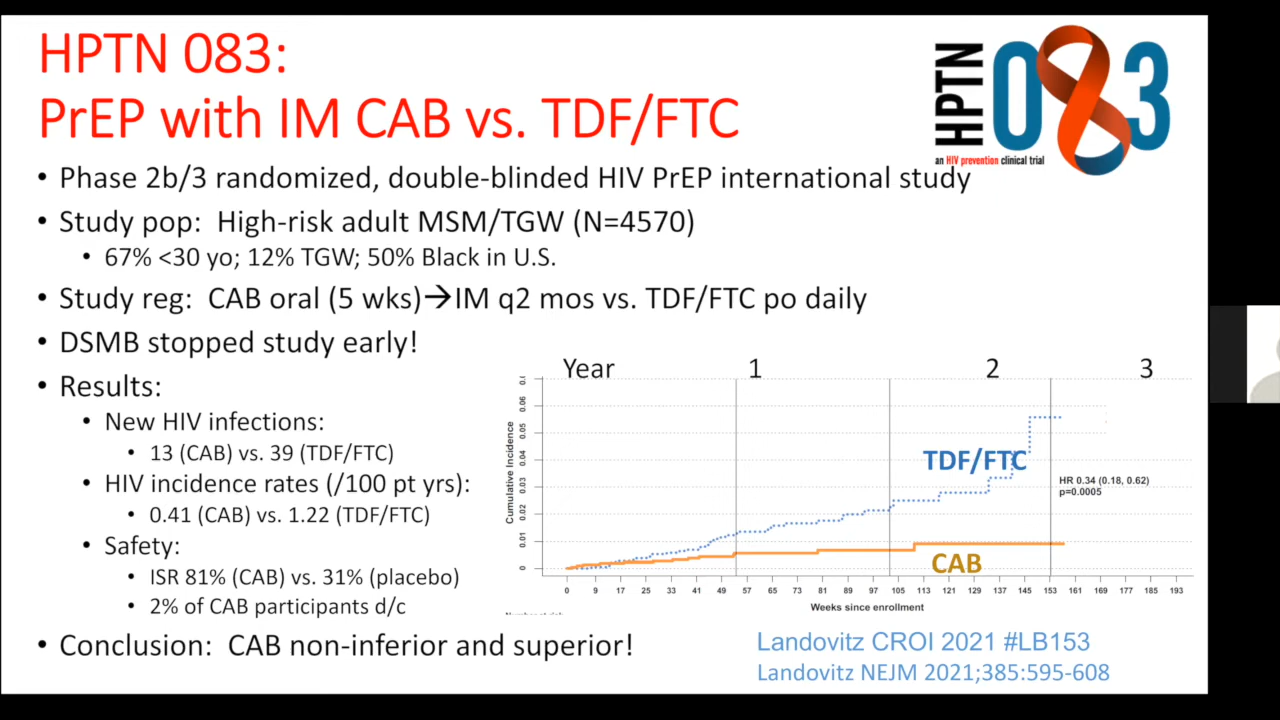 HPTN 083:
PrEP with IM CAB vs. TDF/FTC
HPTN 083
an HIV prevention clinical trial
• Phase 2b/3 randomized, double-blinded HIV PrEP international study
• Study pop: High-risk adult MSM/TGW (N=4570)
• 67% <30 yo; 12% TGW; 50% Black in U.S.
• Study reg: CAB oral (5 wks)→IM q2 mos vs. TDF/FTC po daily
• DSMB stopped study early!
• Results:
• New HIV infections:
• 13 (CAB) vs. 39 (TDF/FTC)
• HIV incidence rates (/100 pt yrs):
• 0.41 (CAB) vs. 1.22 (TDF/FTC)
• Safety:
• ISR 81% (CAB) vs. 31% (placebo)
• 2% of CAB participants d/c
• Conclusion: CAB non-inferior and superior!
Year 1 2 3
Cumulative Incidence
0.06
0.05
0.04
0.03
0.02
0.01
0
TDF/FTC
HR 0.34 (0.18, 0.62)
p=0.0005
CAB
0 9 17 25 33 41 49 57 65 73 81 89 97 105 113 121 129 137 145 153 161 169 177 185 193
Weeks since enrollment
Landovitz CROI 2021 #LB153
Landovitz NEJM 2021;385:595-608